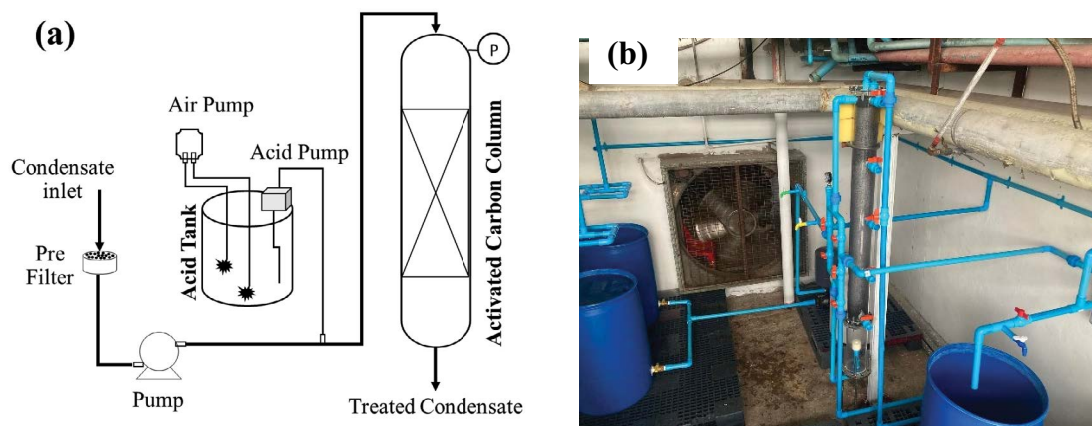 (a)
P
Air Pump
Acid Pump
Condensate
inlet
Pre
Filter
Acid Tank
Activated Carbon Column
Pump
Treated Condensate
(b)